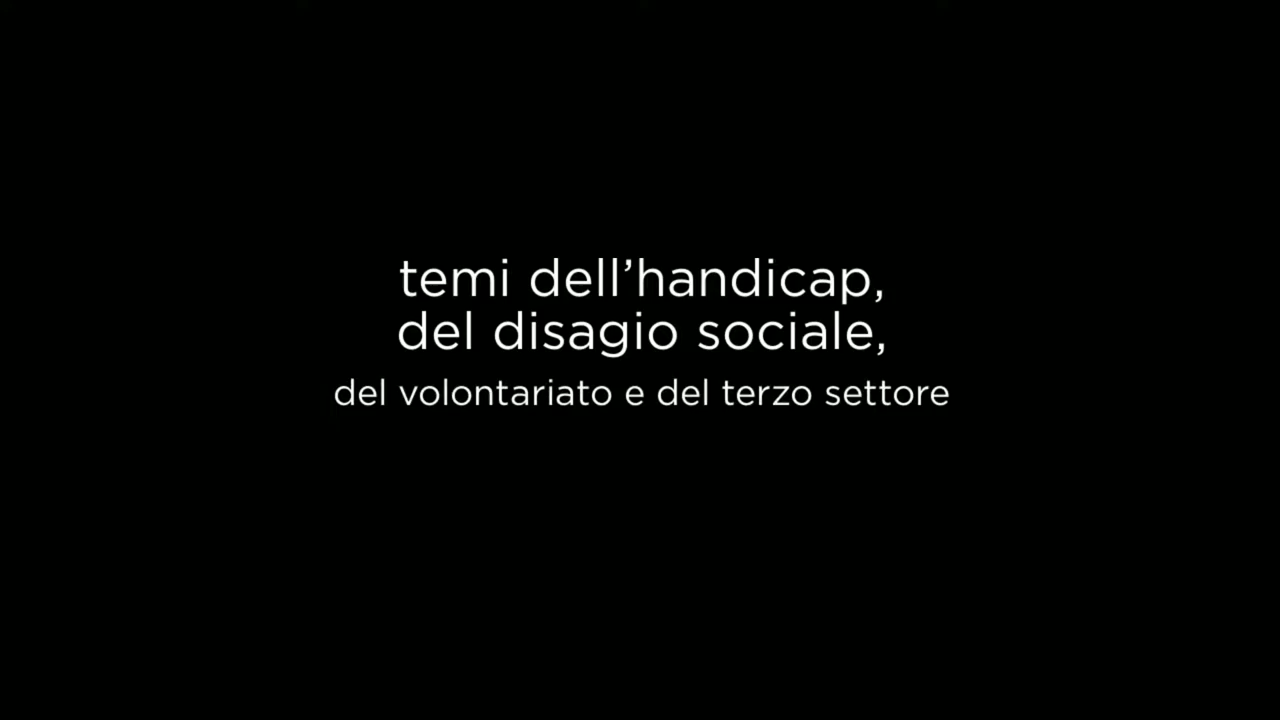 temi dell’handicap,
del disagio sociale,
del volontariato e del terzo settore